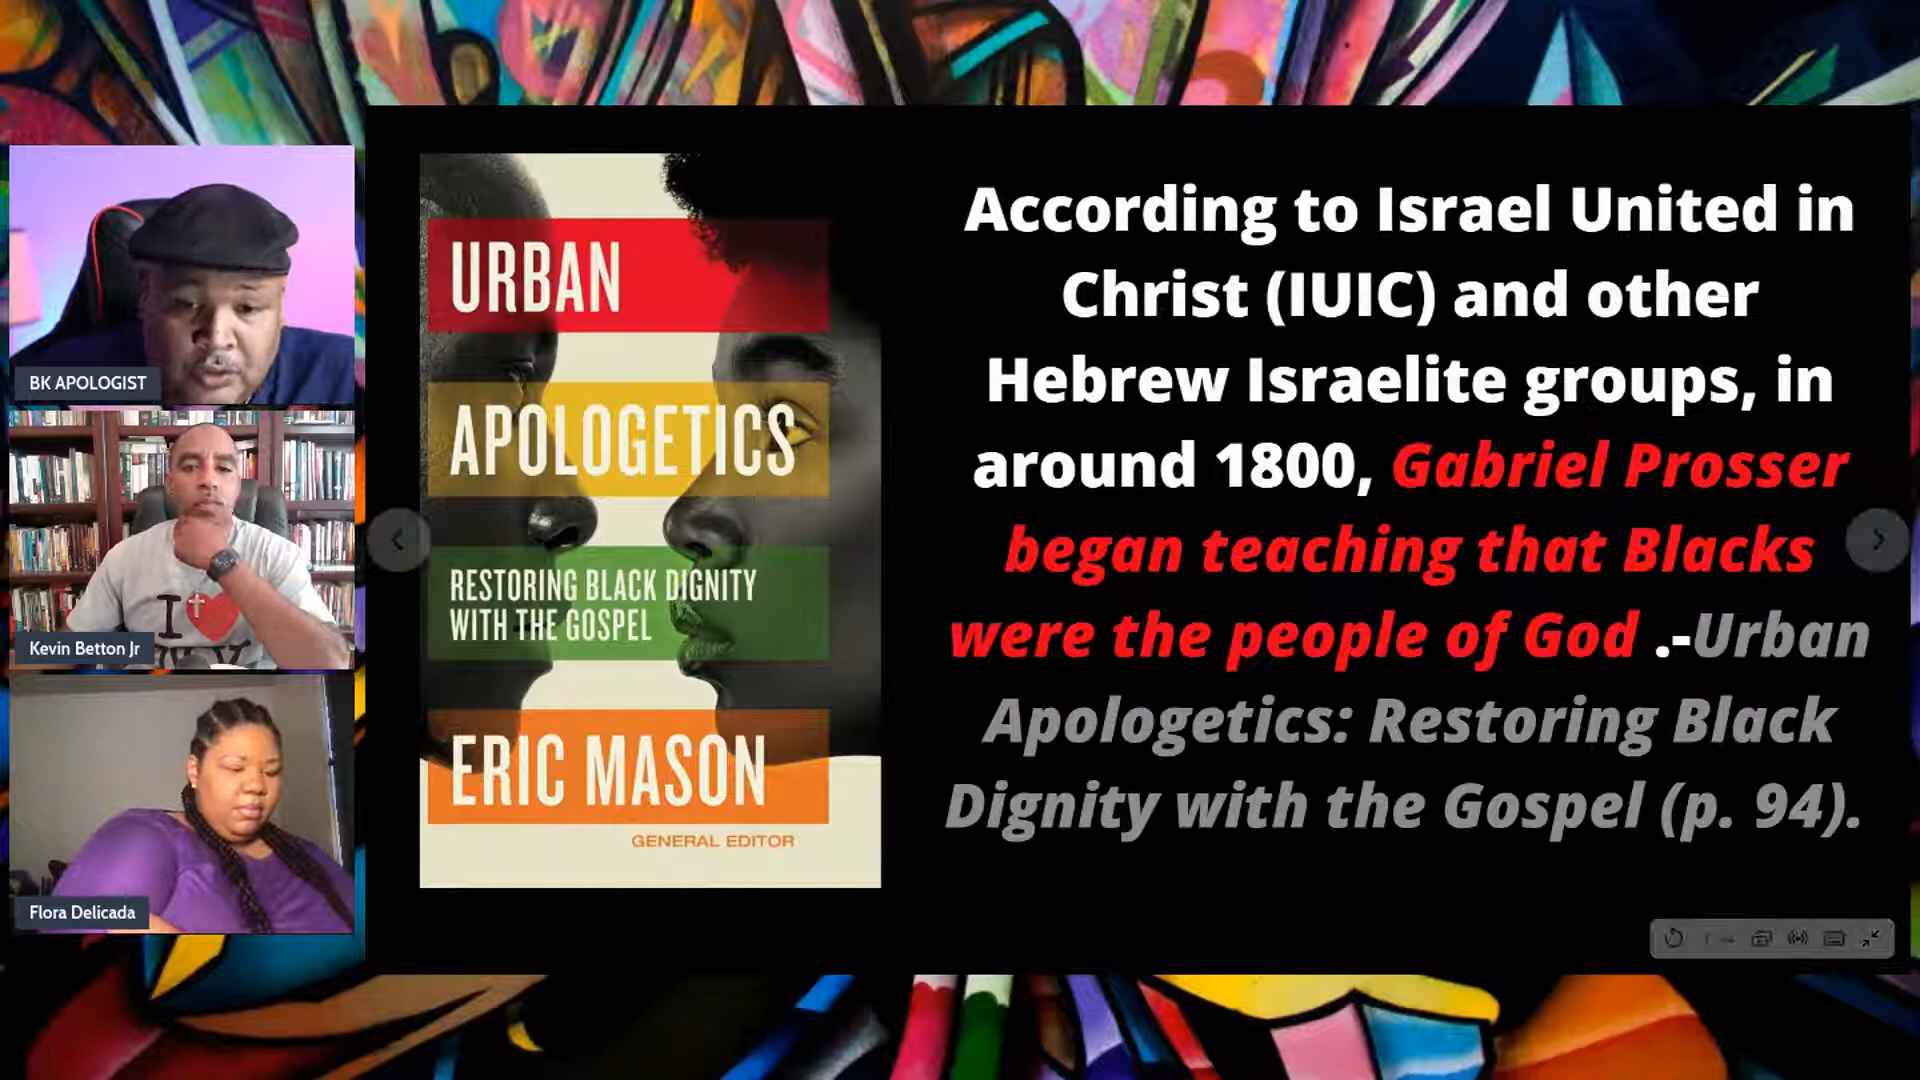 BK APOLOGIST
Kevin Betton Jr
Flora Delicada
URBAN
APOLOGETICS
RESTORING BLACK DIGNITY
WITH THE GOSPEL
ERIC MASON
GENERAL EDITOR
According to Israel United in
Christ (IUIC) and other
Hebrew Israelite groups, in
around 1800, Gabriel Prosser
began teaching that Blacks
were the people of God .-Urban
Apologetics: Restoring Black
Dignity with the Gospel (p. 94).
I